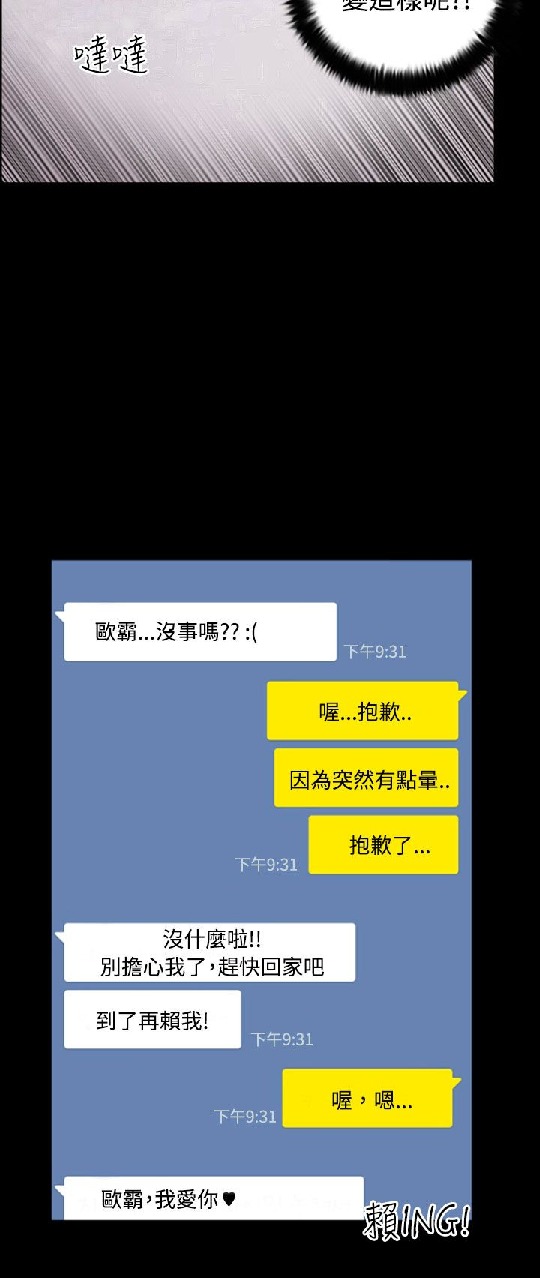 變這樣呢??
噠噠
歐霸...沒事嗎?? :(
下午9:31
喔...抱歉..
因為突然有點暈..
抱歉了...
下午9:31
沒什麼啦!!
別擔心我了,趕快回家吧
到了再賴我!
下午9:31
喔，嗯...
下午9:31
歐霸,我愛你♥
賴ING!